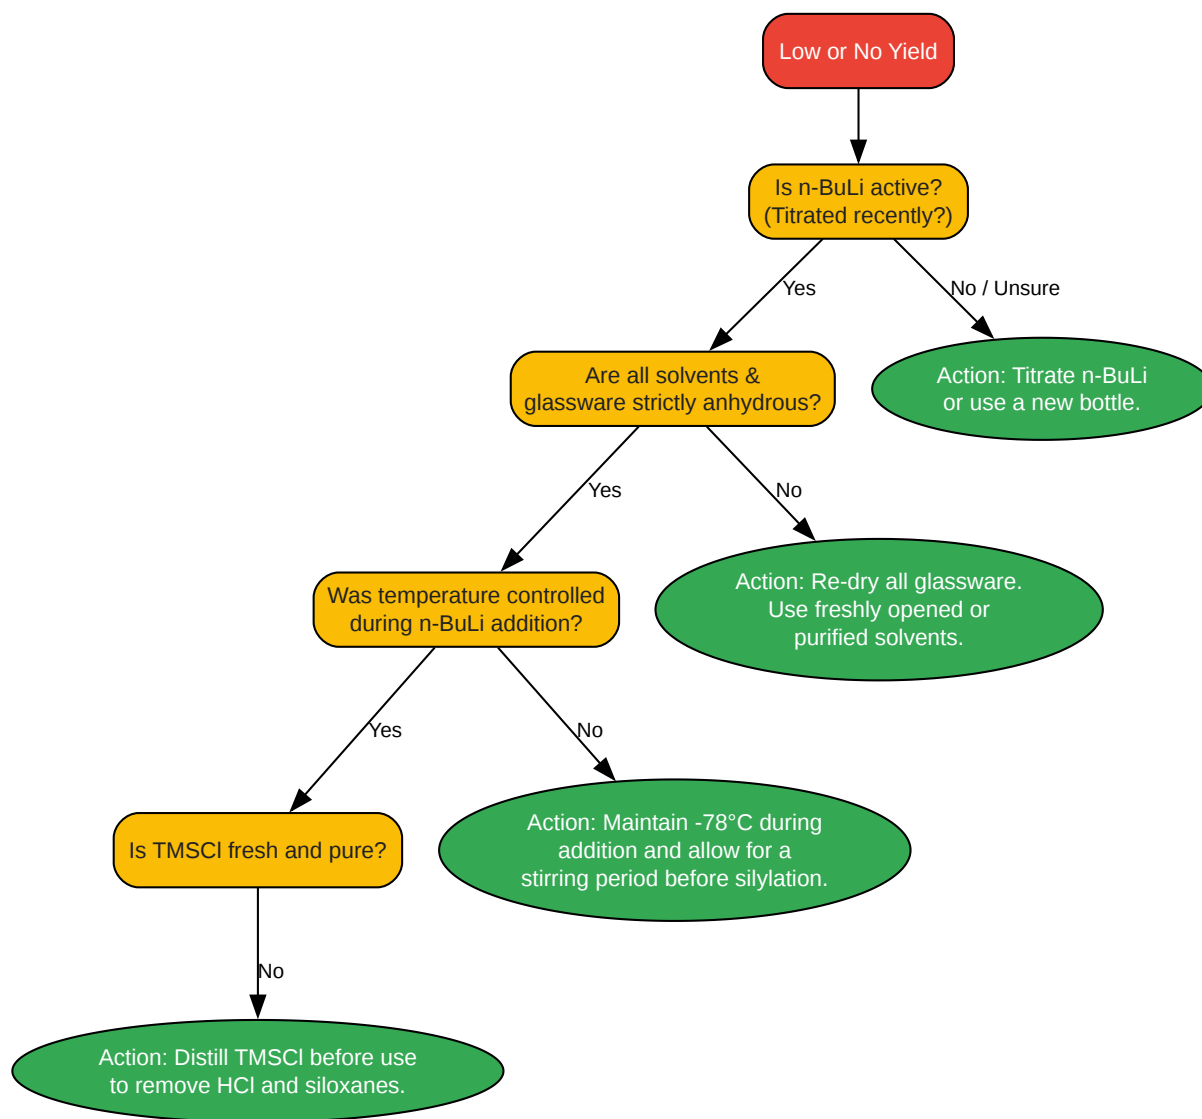 Low or No Yield
Is n-BuLi active?
(Titrated recently?)
Yes
No / Unsure
Are all solvents &
glassware strictly anhydrous?
Action: Titrate n-BuLi
or use a new bottle.
Yes
No
Was temperature controlled
during n-BuLi addition?
Action: Re-dry all glassware.
Use freshly opened or
purified solvents.
Yes
No
Is TMSCl fresh and pure?
Action: Maintain -78°C during
addition and allow for a
stirring period before silylation.
No
Action: Distill TMSCl before use
to remove HCl and siloxanes.